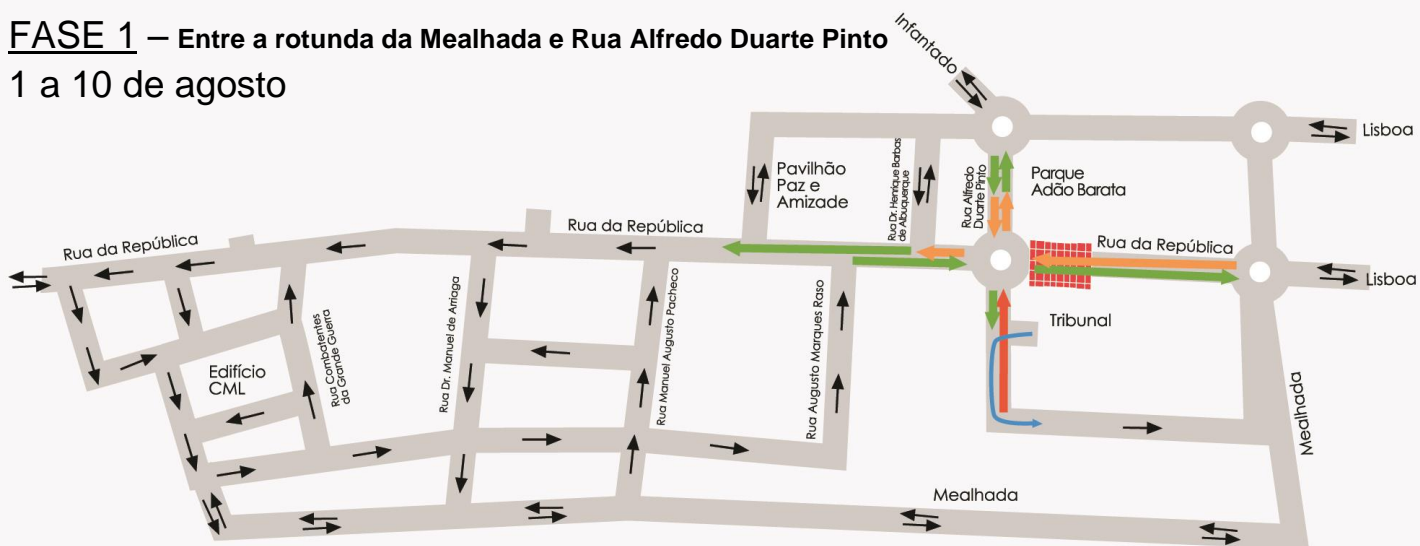 FASE 1 – Entre a rotunda da Mealhada e Rua Alfredo Duarte Pinto
1 a 10 de agosto
Infantado
Lisboa
Pavilhão
Paz e
Amizade
Rua Dr. Henrique Barbas
de Albuquerque
Rua Alfredo
Duarte Pinto
Parque
Adão Barata
Rua da República
Rua da República
Rua da República
Lisboa
Tribunal
Edifício
CML
Rua Combatentes
da Grande Guerra
Rua Dr. Manuel de Arriaga
Rua Manuel Augusto Pacheco
Rua Augusto Marques Raso
Mealhada
Mealhada